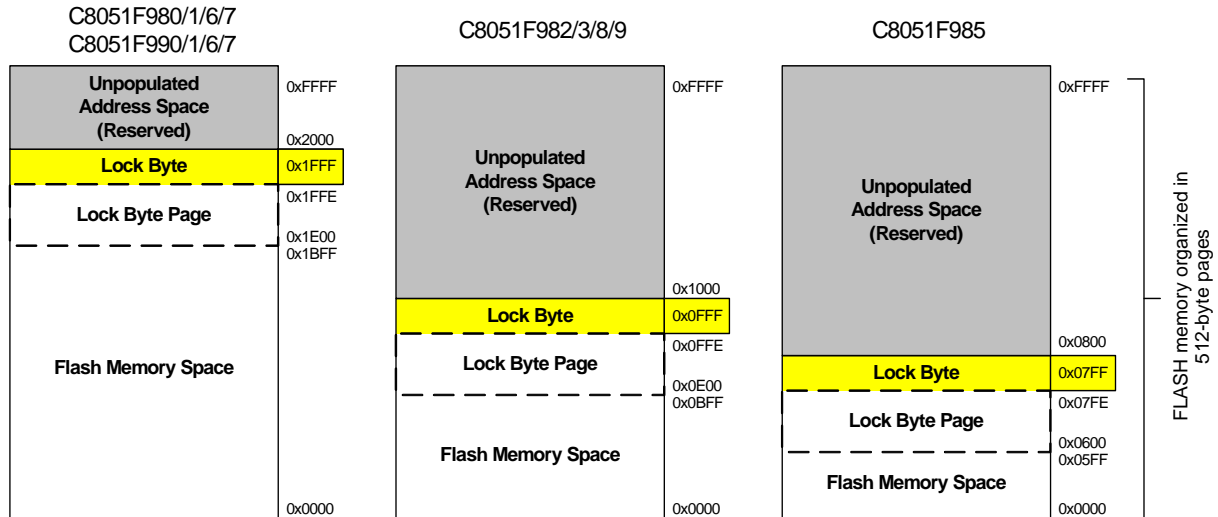 C8051F980/1/6/7
C8051F990/1/6/7
Unpopulated
Address Space
(Reserved)
0xFFFF
0x2000
Lock Byte
0x1FFF
0x1FFE
Lock Byte Page
0x1E00
0x1BFF
Flash Memory Space
0x0000
C8051F982/3/8/9
0xFFFF
Unpopulated
Address Space
(Reserved)
0x1000
Lock Byte
0x0FFF
0x0FFE
Lock Byte Page
0x0E00
0x0BFF
Flash Memory Space
0x0000
C8051F985
0xFFFF
Unpopulated
Address Space
(Reserved)
0x0800
Lock Byte
0x07FF
0x07FE
Lock Byte Page
0x0600
0x05FF
Flash Memory Space
0x0000
FLASH memory organized in
512-byte pages